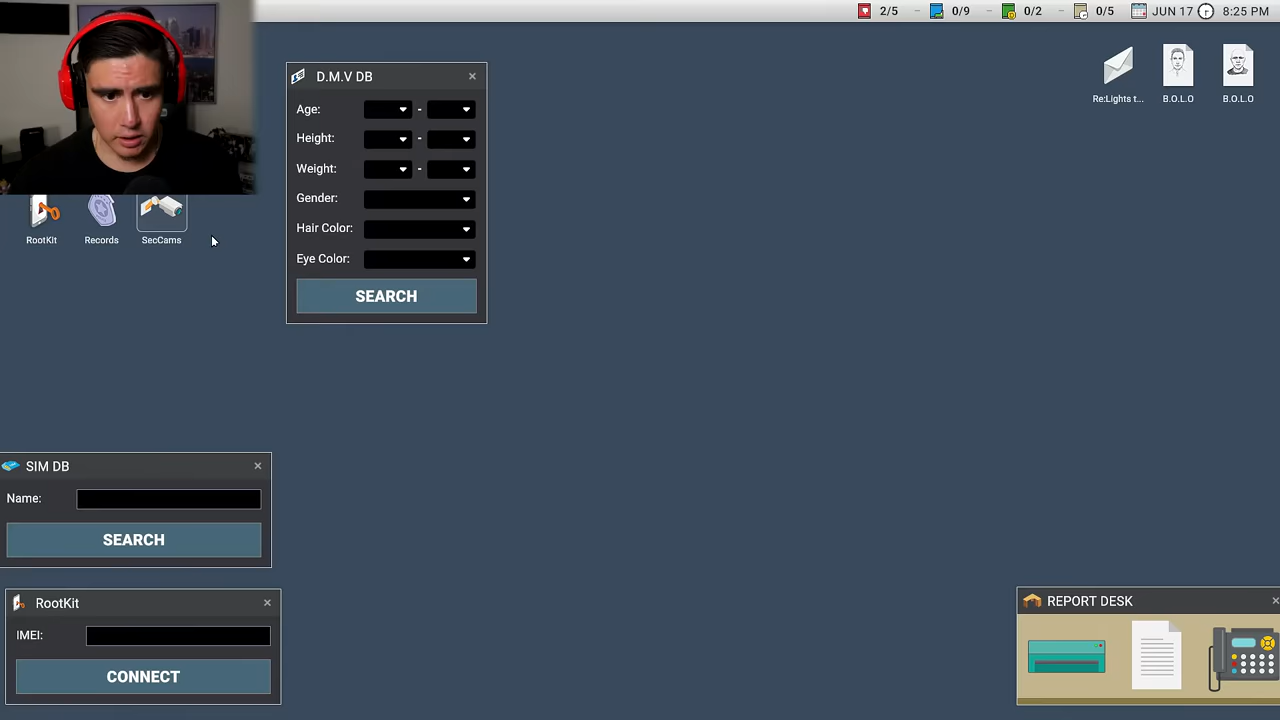 2/5 0/9 0/2 0/5 JUN 17 8:25 PM
Re:Lights t... B.O.L.O B.O.L.O
RootKit Records SecCams
D.M.V DB
Age: -
Height: -
Weight: -
Gender:
Hair Color:
Eye Color:
SEARCH
SIM DB
Name:
SEARCH
RootKit
IMEI:
CONNECT
REPORT DESK